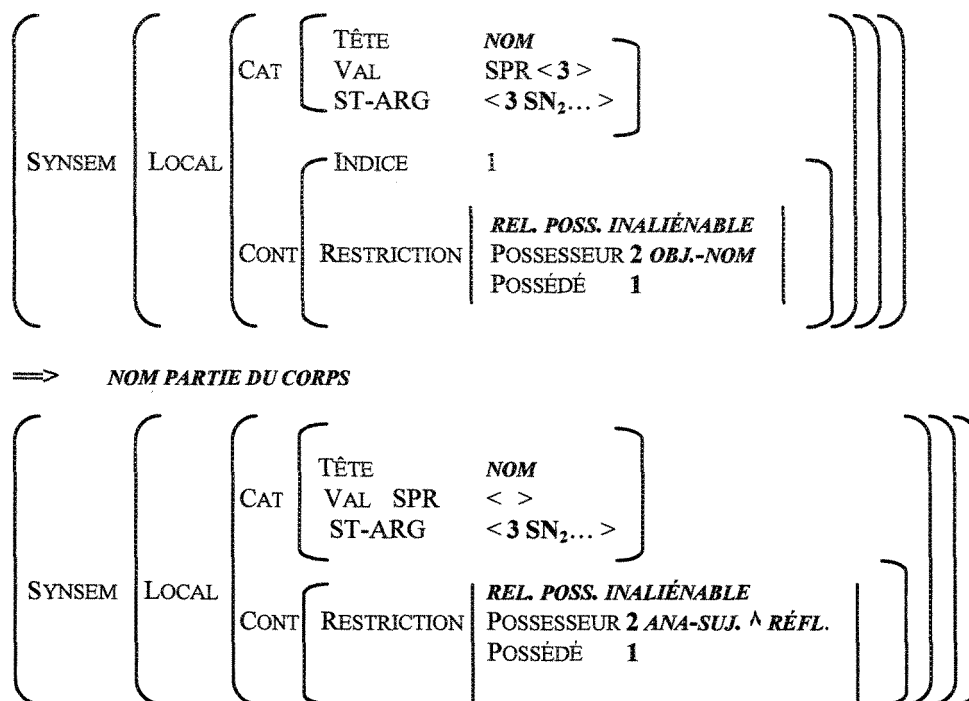 TÊTE NOM
CAT VAL SPR < 3 >
ST-ARG < 3 SN₂... >
SYNSEM LOCAL INDICE 1
REL. POSS. INALIÉNABLE
CONT RESTRICTION POSSESSEUR 2 OBJ.-NOM
POSSÉDÉ 1
==> NOM PARTIE DU CORPS
TÊTE NOM
CAT VAL SPR < >
ST-ARG < 3 SN₂... >
SYNSEM LOCAL REL. POSS. INALIÉNABLE
CONT RESTRICTION POSSESSEUR 2 ANA-SUJ. ^ RÉFL.
POSSÉDÉ 1